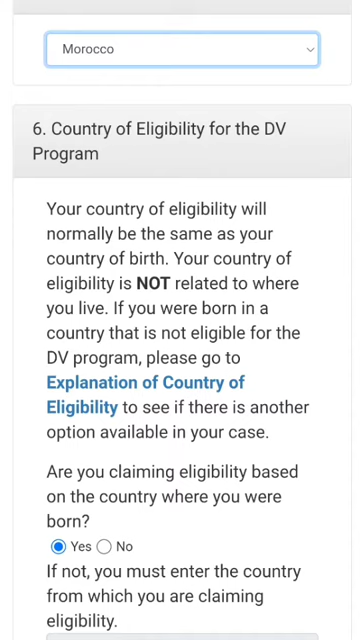 Morocco
6. Country of Eligibility for the DV
Program
Your country of eligibility will
normally be the same as your
country of birth. Your country of
eligibility is NOT related to where
you live. If you were born in a
country that is not eligible for the
DV program, please go to
Explanation of Country of
Eligibility to see if there is another
option available in your case.
Are you claiming eligibility based
on the country where you were
born?
Yes No
If not, you must enter the country
from which you are claiming
eligibility.